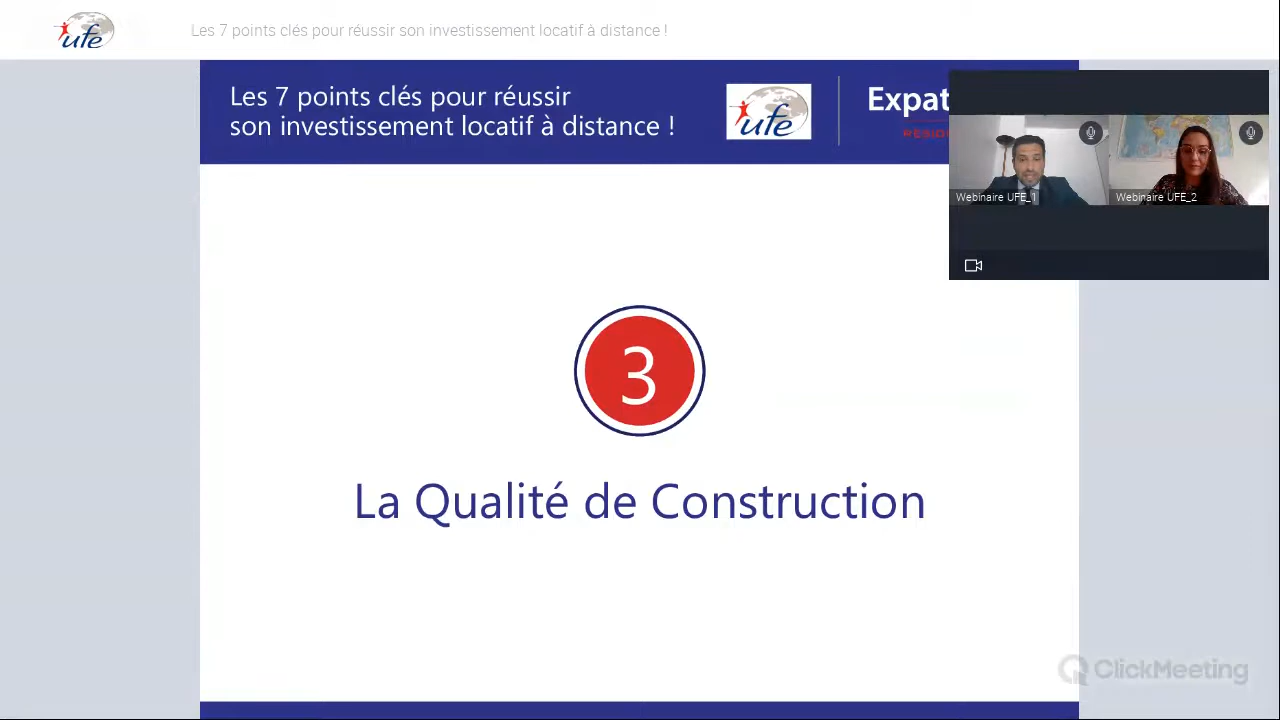 ufe
Les 7 points clés pour réussir son investissement locatif à distance !
Les 7 points clés pour réussir
son investissement locatif à distance !
ufe
Expat
RESID
Webinaire UFE_1
Webinaire UFE_2
3
La Qualité de Construction
ClickMeeting